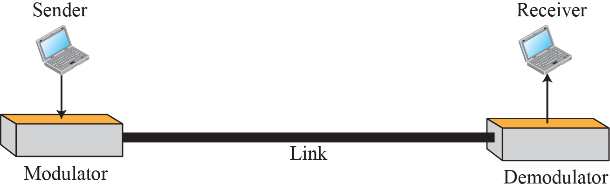 Sender
Receiver
Link
Modulator
Demodulator